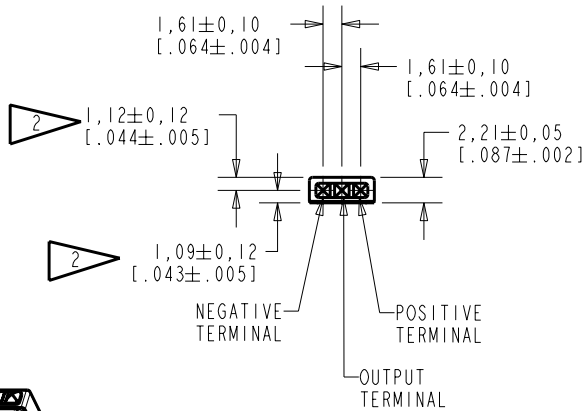 1,61±0,10
[.064±.004]
1,61±0,10
[.064±.004]
2
1,12±0,12
[.044±.005]
2,21±0,05
[.087±.002]
2
1,09±0,12
[.043±.005]
NEGATIVE
TERMINAL
POSITIVE
TERMINAL
OUTPUT
TERMINAL